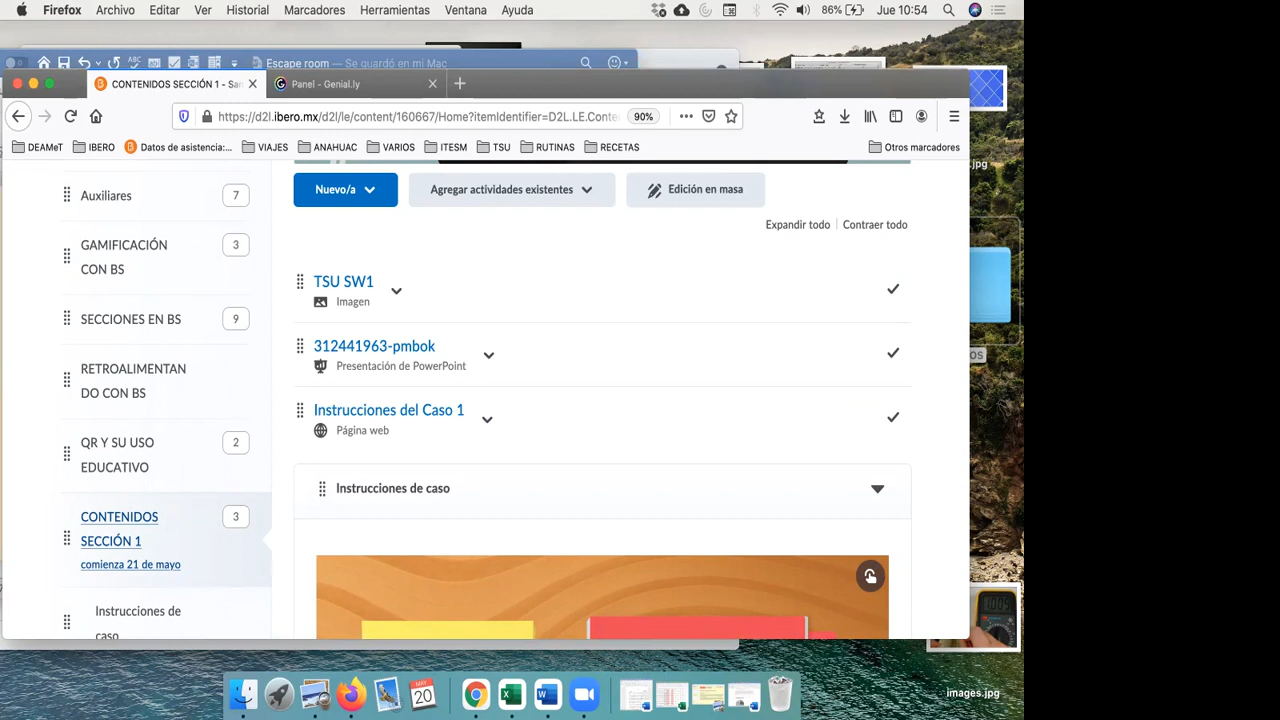 Firefox Archivo Editar Ver Historial Marcadores Herramientas Ventana Ayuda 86% Jue 10:54
Escape room — Se guardó en mi Mac
CONTENIDOS SECCIÓN 1 - San Panel - Genial.ly
https://d2l.ibero.mx/d2l/le/content/160667/Home?itemIdentifier=D2L.LE.Conte 90%
DEAMeT IBERO Datos de asistencia:... VIAJES ANAHUAC VARIOS ITESM TSU RUTINAS RECETAS Otros marcadores
.jpg
Auxiliares 7
GAMIFICACIÓN 3
CON BS
SECCIONES EN BS 9
RETROALIMENTAN
DO CON BS
QR Y SU USO 2
EDUCATIVO
CONTENIDOS 3
SECCIÓN 1
comienza 21 de mayo
Instrucciones de
caso
Nuevo/a Agregar actividades existentes Edición en masa
Expandir todo Contraer todo
TSU SW1
Imagen
312441963-pmbok
Presentación de PowerPoint
Instrucciones del Caso 1
Página web
Instrucciones de caso
OS
MAY
20
images.jpg